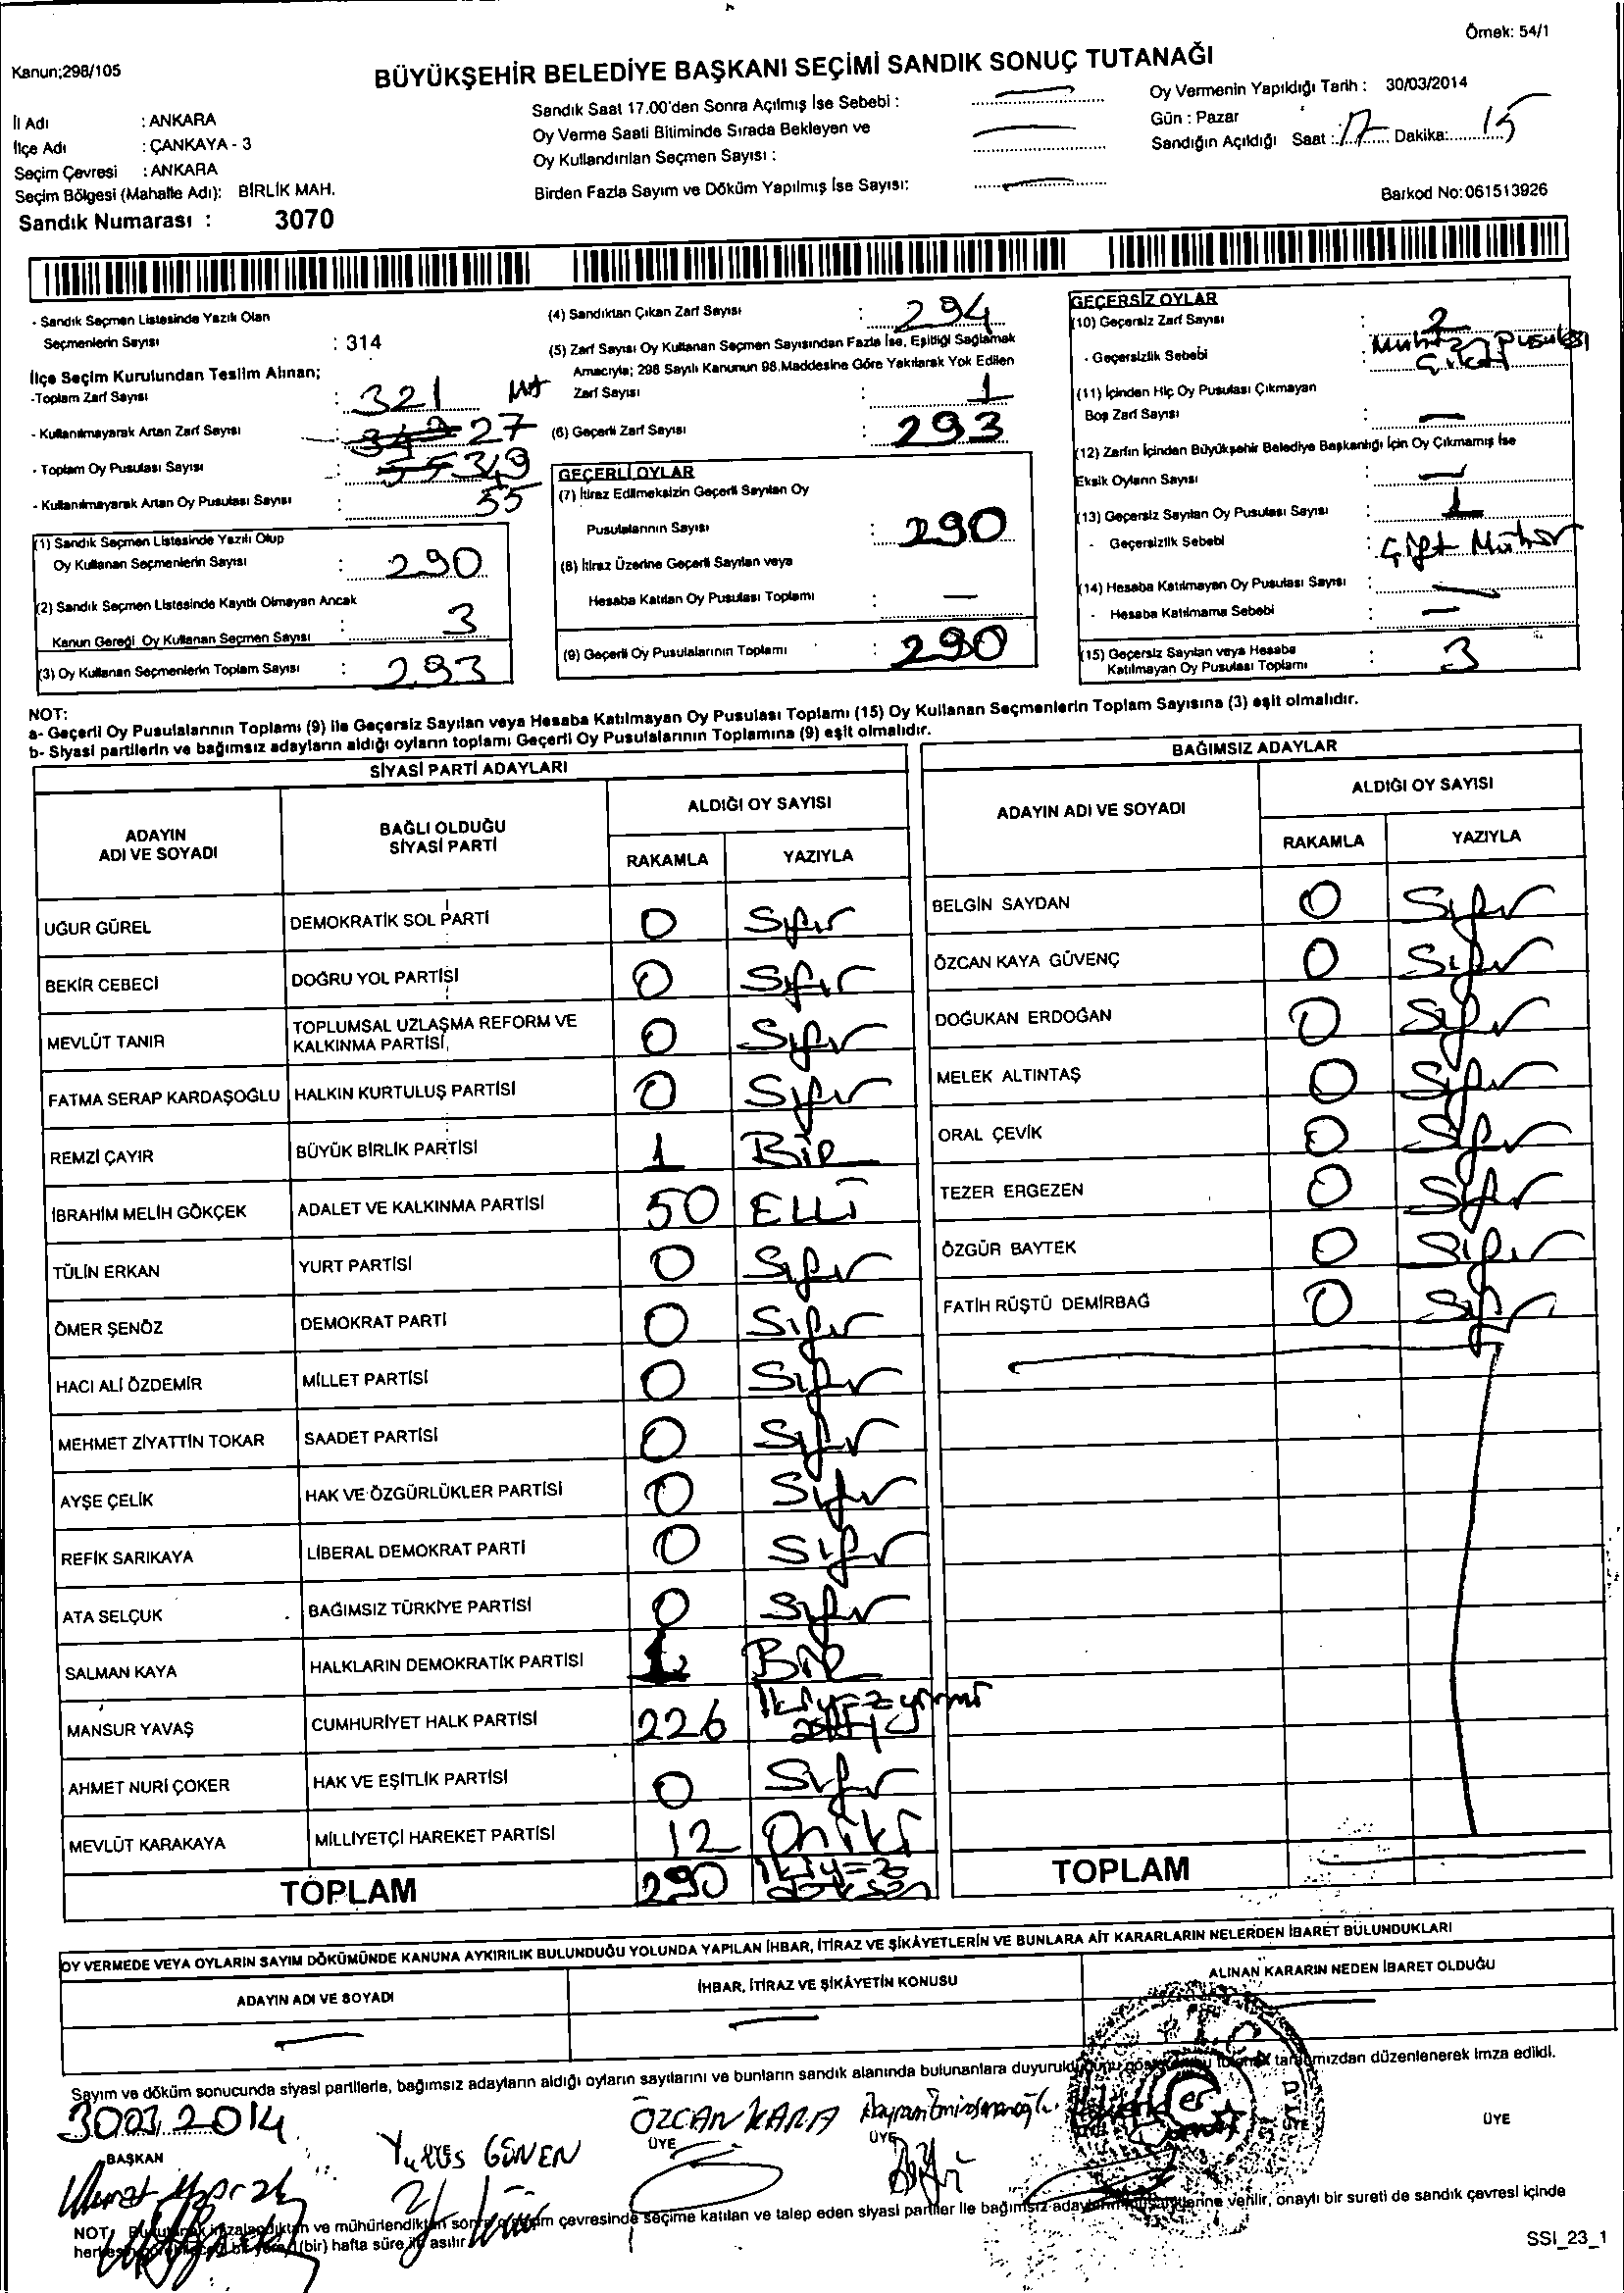 Örnek: 54/1
Kanun;298/105
BÜYÜKŞEHİR BELEDİYE BAŞKANI SEÇİMİ SANDIK SONUÇ TUTANAĞI
İl Adı : ANKARA
İlçe Adı : ÇANKAYA - 3
Seçim Çevresi : ANKARA
Seçim Bölgesi (Mahalle Adı): BİRLİK MAH.
Sandık Numarası : 3070
Sandık Saat 17.00'den Sonra Açılmış İse Sebebi :
Oy Verme Saati Bitiminde Sırada Bekleyen ve
Oy Kullandırılan Seçmen Sayısı :
Birden Fazla Sayım ve Döküm Yapılmış İse Sayısı:
Oy Vermenin Yapıldığı Tarih : 30/03/2014
Gün : Pazar
Sandığın Açıldığı Saat : 17 Dakika: 15
Barkod No:061513926
- Sandık Seçmen Listesinde Yazılı Olan
Seçmenlerin Sayısı : 314
İlçe Seçim Kurulundan Teslim Alınan;
-Toplam Zarf Sayısı : 321
- Kullanılmayarak Artan Zarf Sayısı : 27
- Toplam Oy Pusulası Sayısı : 349
- Kullanılmayarak Artan Oy Pusulası Sayısı : 55
(1) Sandık Seçmen Listesinde Yazılı Olup
Oy Kullanan Seçmenlerin Sayısı : 290
(2) Sandık Seçmen Listesinde Kayıtlı Olmayan Ancak
Kanun Gereği Oy Kullanan Seçmen Sayısı : 3
(3) Oy Kullanan Seçmenlerin Toplam Sayısı : 293
(4) Sandıktan Çıkan Zarf Sayısı : 294
(5) Zarf Sayısı Oy Kullanan Seçmen Sayısından Fazla İse, Eşitliği Sağlamak
Amacıyla; 298 Sayılı Kanunun 98.Maddesine Göre Yakılarak Yok Edilen
Zarf Sayısı : 1
(6) Geçerli Zarf Sayısı : 293
GEÇERLİ OYLAR
(7) İtiraz Edilmeksizin Geçerli Sayılan Oy
Pusulalarının Sayısı : 290
(8) İtiraz Üzerine Geçerli Sayılan veya
Hesaba Katılan Oy Pusulası Toplamı : —
(9) Geçerli Oy Pusulalarının Toplamı : 290
GEÇERSİZ OYLAR
(10) Geçersiz Zarf Sayısı : 2
- Geçersizlik Sebebi : Muhtar Pusulası
Çıktı
(11) İçinden Hiç Oy Pusulası Çıkmayan
Boş Zarf Sayısı : —
(12) Zarfın İçinden Büyükşehir Belediye Başkanlığı İçin Oy Çıkmamış İse
Eksik Oyların Sayısı : —
(13) Geçersiz Sayılan Oy Pusulası Sayısı : 1
- Geçersizlik Sebebi : Çift Mühür
(14) Hesaba Katılmayan Oy Pusulası Sayısı : —
- Hesaba Katılmama Sebebi : —
(15) Geçersiz Sayılan veya Hesaba
Katılmayan Oy Pusulası Toplamı : 3
NOT:
a- Geçerli Oy Pusulalarının Toplamı (9) ile Geçersiz Sayılan veya Hesaba Katılmayan Oy Pusulası Toplamı (15) Oy Kullanan Seçmenlerin Toplam Sayısına (3) eşit olmalıdır.
b- Siyasi partilerin ve bağımsız adayların aldığı oyların toplamı Geçerli Oy Pusulalarının Toplamına (9) eşit olmalıdır.
SİYASİ PARTİ ADAYLARI
ADAYIN ADI VE SOYADI BAĞLI OLDUĞU SİYASİ PARTİ ALDIĞI OY SAYISI
RAKAMLA YAZIYLA
UĞUR GÜREL DEMOKRATİK SOL PARTİ 0 Sıfır
BEKİR CEBECİ DOĞRU YOL PARTİSİ 0 Sıfır
MEVLÜT TANIR TOPLUMSAL UZLAŞMA REFORM VE KALKINMA PARTİSİ 0 Sıfır
FATMA SERAP KARDAŞOĞLU HALKIN KURTULUŞ PARTİSİ 0 Sıfır
REMZİ ÇAYIR BÜYÜK BİRLİK PARTİSİ 1 Bir
İBRAHİM MELİH GÖKÇEK ADALET VE KALKINMA PARTİSİ 50 ELLİ
TÜLİN ERKAN YURT PARTİSİ 0 Sıfır
ÖMER ŞENÖZ DEMOKRAT PARTİ 0 Sıfır
HACI ALİ ÖZDEMİR MİLLET PARTİSİ 0 Sıfır
MEHMET ZİYATTİN TOKAR SAADET PARTİSİ 0 Sıfır
AYŞE ÇELİK HAK VE ÖZGÜRLÜKLER PARTİSİ 0 Sıfır
REFİK SARIKAYA LİBERAL DEMOKRAT PARTİ 0 Sıfır
ATA SELÇUK BAĞIMSIZ TÜRKİYE PARTİSİ 0 Sıfır
SALMAN KAYA HALKLARIN DEMOKRATİK PARTİSİ 1 Bir
MANSUR YAVAŞ CUMHURİYET HALK PARTİSİ 226 İkiyüz yirmi altı
AHMET NURİ ÇOKER HAK VE EŞİTLİK PARTİSİ 0 Sıfır
MEVLÜT KARAKAYA MİLLİYETÇİ HAREKET PARTİSİ 12 Oniki
TOPLAM 290 İkiyüz doksan
BAĞIMSIZ ADAYLAR
ADAYIN ADI VE SOYADI ALDIĞI OY SAYISI
RAKAMLA YAZIYLA
BELGİN SAYDAN 0 Sıfır
ÖZCAN KAYA GÜVENÇ 0 Sıfır
DOĞUKAN ERDOĞAN 0 Sıfır
MELEK ALTINTAŞ 0 Sıfır
ORAL ÇEVİK 0 Sıfır
TEZER ERGEZEN 0 Sıfır
ÖZGÜR BAYTEK 0 Sıfır
FATİH RÜŞTÜ DEMİRBAĞ 0 Sıfır
TOPLAM
OY VERMEDE VEYA OYLARIN SAYIM DÖKÜMÜNDE KANUNA AYKIRILIK BULUNDUĞU YOLUNDA YAPILAN İHBAR, İTİRAZ VE ŞİKÂYETLERİN VE BUNLARA AİT KARARLARIN NELERDEN İBARET BULUNDUKLARI
ADAYIN ADI VE SOYADI İHBAR, İTİRAZ VE ŞİKÂYETİN KONUSU ALINAN KARARIN NEDEN İBARET OLDUĞU
Sayım ve döküm sonucunda siyasi partilerle, bağımsız adayların aldığı oyların sayılarını ve bunların sandık alanında bulunanlara duyurulduğunu tutanak tarafımızdan düzenlenerek imza edildi.
30 03 2014
BAŞKAN
GÖNEN
ÖZCAN KARA
ÜYE
ÜYE
ÜYE
ÜYE
T.C.
NOT: Bu tutanak imzalandıktan ve mühürlendikten sonra seçim çevresinde seçime katılan ve talep eden siyasi partiler ile bağımsız adayların verilir, onaylı bir sureti de sandık çevresi içinde
(bir) hafta süre ile asılır
SSI_23_1